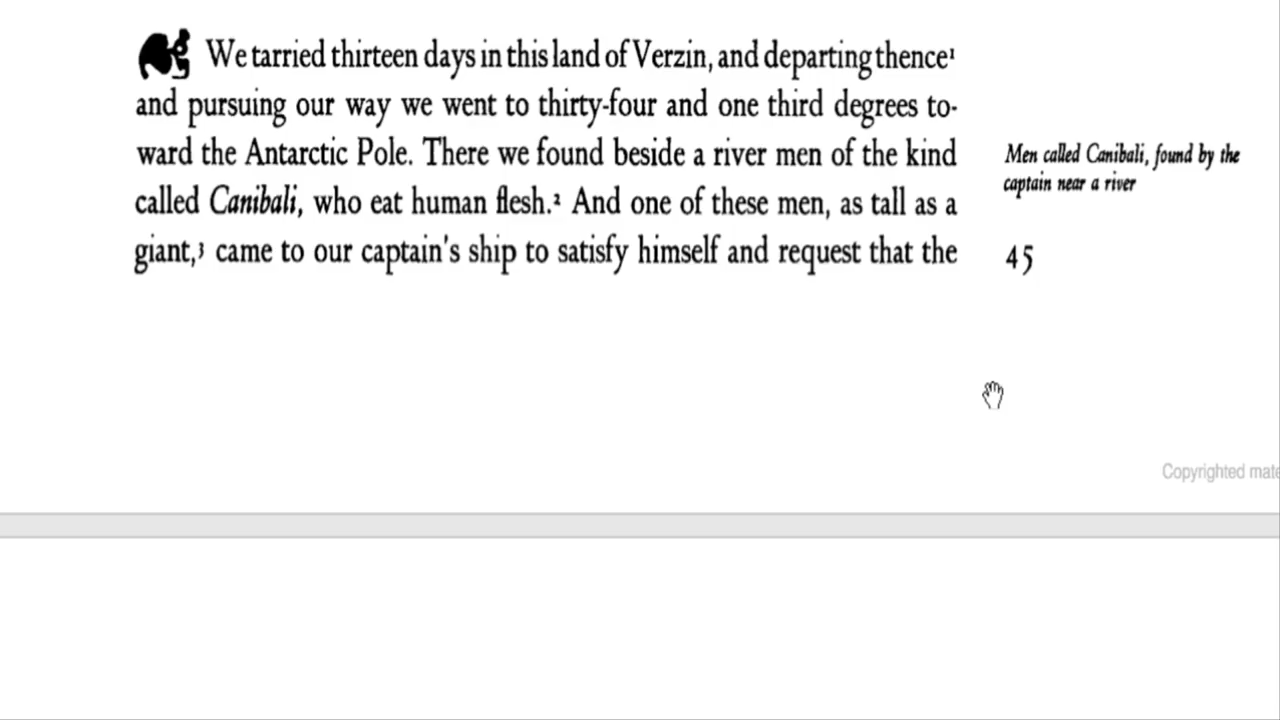 We tarried thirteen days in this land of Verzin, and departing thence¹
and pursuing our way we went to thirty-four and one third degrees to-
ward the Antarctic Pole. There we found beside a river men of the kind
called Canibali, who eat human flesh.² And one of these men, as tall as a
giant,³ came to our captain's ship to satisfy himself and request that the
Men called Canibali, found by the
captain near a river
45
Copyrighted mate